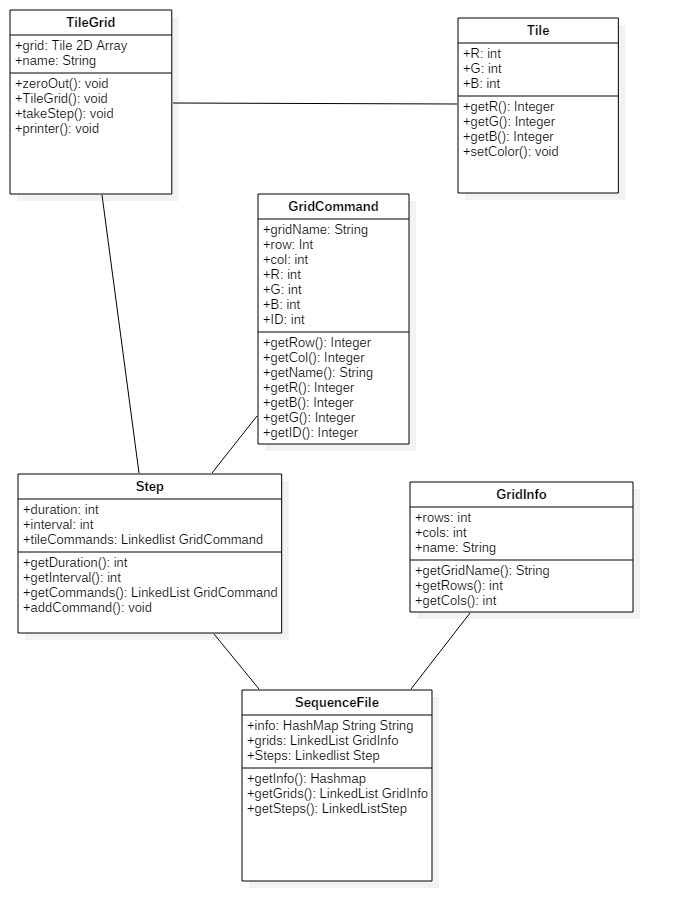 TileGrid
+grid: Tile 2D Array
+name: String
+zeroOut(): void
+TileGrid(): void
+takeStep(): void
+printer(): void
Tile
+R: int
+G: int
+B: int
+getR(): Integer
+getG(): Integer
+getB(): Integer
+setColor(): void
GridCommand
+gridName: String
+row: Int
+col: int
+R: int
+G: int
+B: int
+ID: int
+getRow(): Integer
+getCol(): Integer
+getName(): String
+getR(): Integer
+getB(): Integer
+getG(): Integer
+getID(): Integer
Step
+duration: int
+interval: int
+tileCommands: Linkedlist GridCommand
+getDuration(): int
+getInterval(): int
+getCommands(): LinkedList GridCommand
+addCommand(): void
GridInfo
+rows: int
+cols: int
+name: String
+getGridName(): String
+getRows(): int
+getCols(): int
SequenceFile
+info: HashMap String String
+grids: LinkedList GridInfo
+Steps: Linkedlist Step
+getInfo(): Hashmap
+getGrids(): LinkedList GridInfo
+getSteps(): LinkedListStep